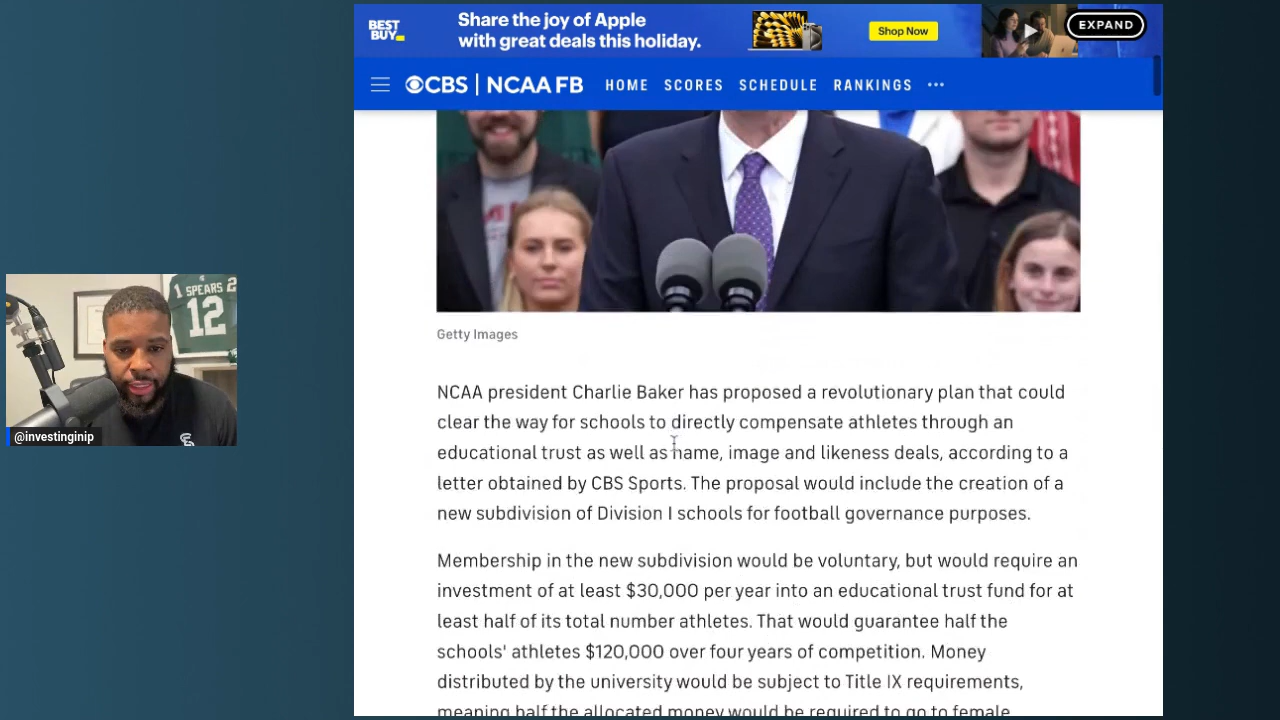 BEST
BUY
Share the joy of Apple
with great deals this holiday.
Shop Now
EXPAND
CBS | NCAA FB
HOME
SCORES
SCHEDULE
RANKINGS
•••
Getty Images
NCAA president Charlie Baker has proposed a revolutionary plan that could
clear the way for schools to directly compensate athletes through an
educational trust as well as name, image and likeness deals, according to a
letter obtained by CBS Sports. The proposal would include the creation of a
new subdivision of Division I schools for football governance purposes.
Membership in the new subdivision would be voluntary, but would require an
investment of at least $30,000 per year into an educational trust fund for at
least half of its total number athletes. That would guarantee half the
schools' athletes $120,000 over four years of competition. Money
distributed by the university would be subject to Title IX requirements,
meaning half the allocated money would be required to go to female
SPEARS
12
@investinginip